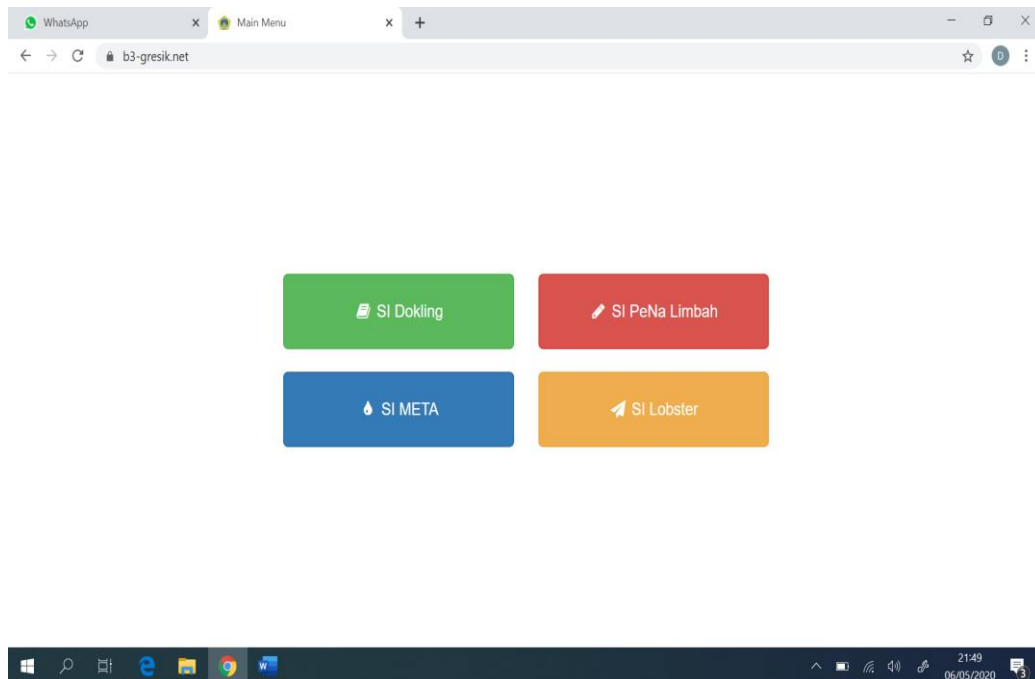 WhatsApp
Main Menu
b3-gresik.net
D
SI Dokling
SI PeNa Limbah
SI META
SI Lobster
21:49
06/05/2020
3